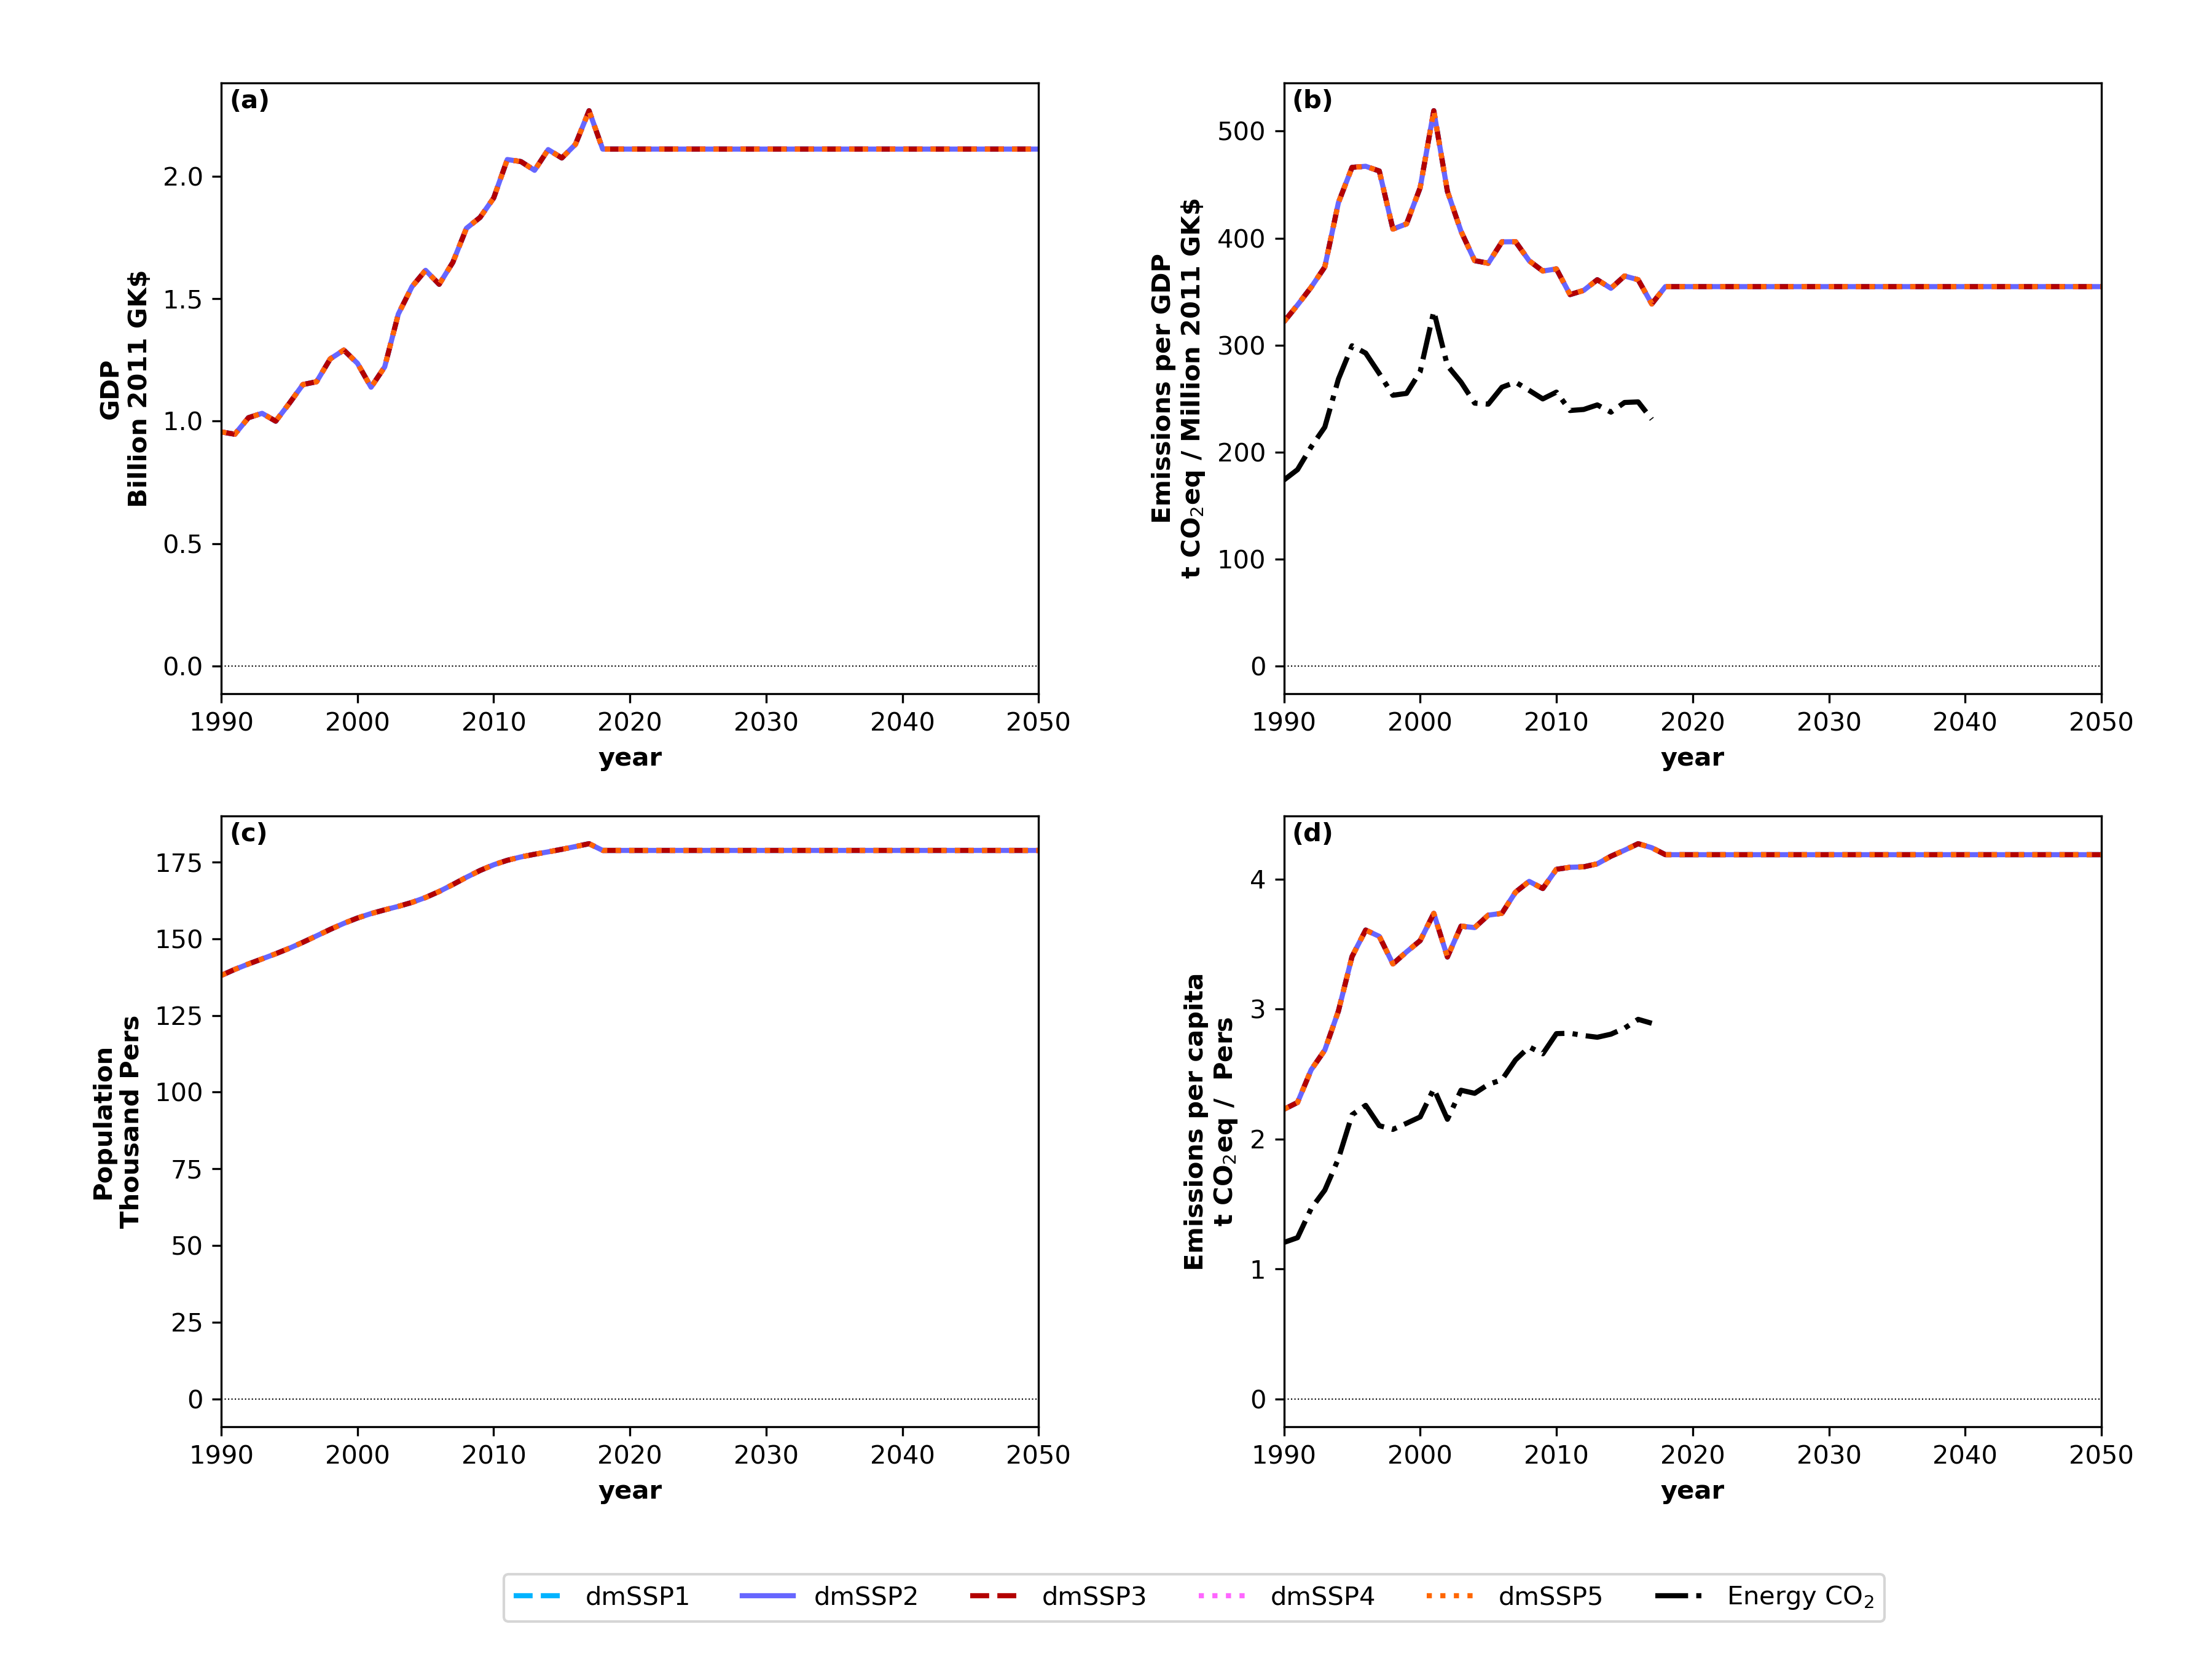 (a)
GDP
Billion 2011 GK$
2.0
1.5
1.0
0.5
0.0
1990 2000 2010 2020 2030 2040 2050
year
(b)
Emissions per GDP
t CO₂eq / Million 2011 GK$
500
400
300
200
100
0
1990 2000 2010 2020 2030 2040 2050
year
(c)
Population
Thousand Pers
175
150
125
100
75
50
25
0
1990 2000 2010 2020 2030 2040 2050
year
(d)
Emissions per capita
t CO₂eq / Pers
4
3
2
1
0
1990 2000 2010 2020 2030 2040 2050
year
dmSSP1 dmSSP2 dmSSP3 dmSSP4 dmSSP5 Energy CO₂